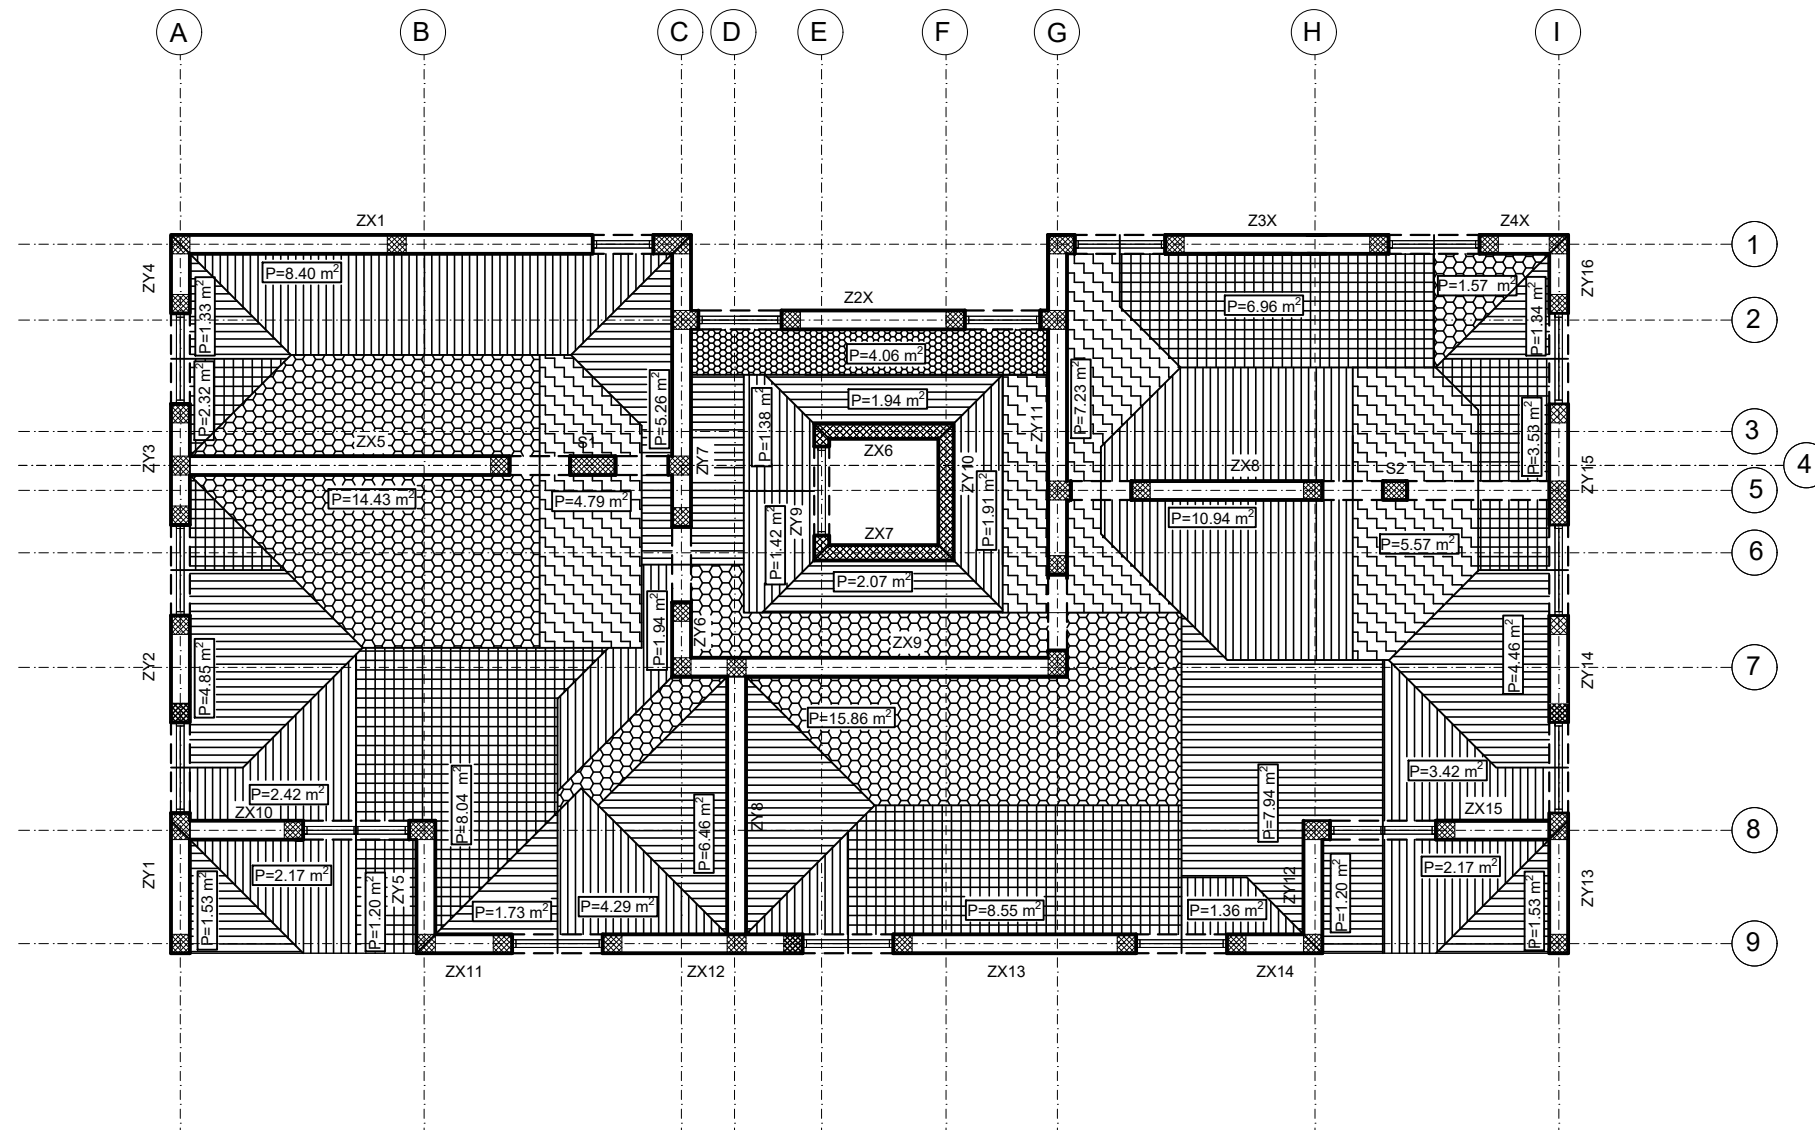 A B C D E F G H I
ZX1 Z3X Z4X 1
ZY4 P=8.40 m² ZY16
P=1.33 m² Z2X P=6.96 m² P=1.57 m² P=1.34 m² 2
P=4.06 m²
P=2.32 m² P=5.26 m² P=1.38 m² P=1.94 m² P=7.23 m² P=3.53 m² 3
ZX5 S1 ZX6 ZY11
ZY3 ZY7 ZY10 ZX8 S2 ZY15 4
P=14.43 m² P=4.79 m² P=1.91 m² 5
ZY9 P=10.94 m²
P=1.42 m² ZX7 P=5.57 m² 6
P=2.07 m²
P=1.94 m² ZY6 ZX9
ZY2 P=4.85 m² P=4.46 m² ZY14 7
P=15.86 m²
P=2.42 m² P=3.42 m²
ZX10 P=8.04 m² P=6.46 m² ZY8 P=7.94 m² ZX15
8
ZY1 P=2.17 m² ZY5 ZY12 P=2.17 m² ZY13
P=1.53 m² P=1.20 m² P=1.73 m² P=4.29 m² P=8.55 m² P=1.36 m² P=1.20 m² P=1.53 m²
9
ZX11 ZX12 ZX13 ZX14